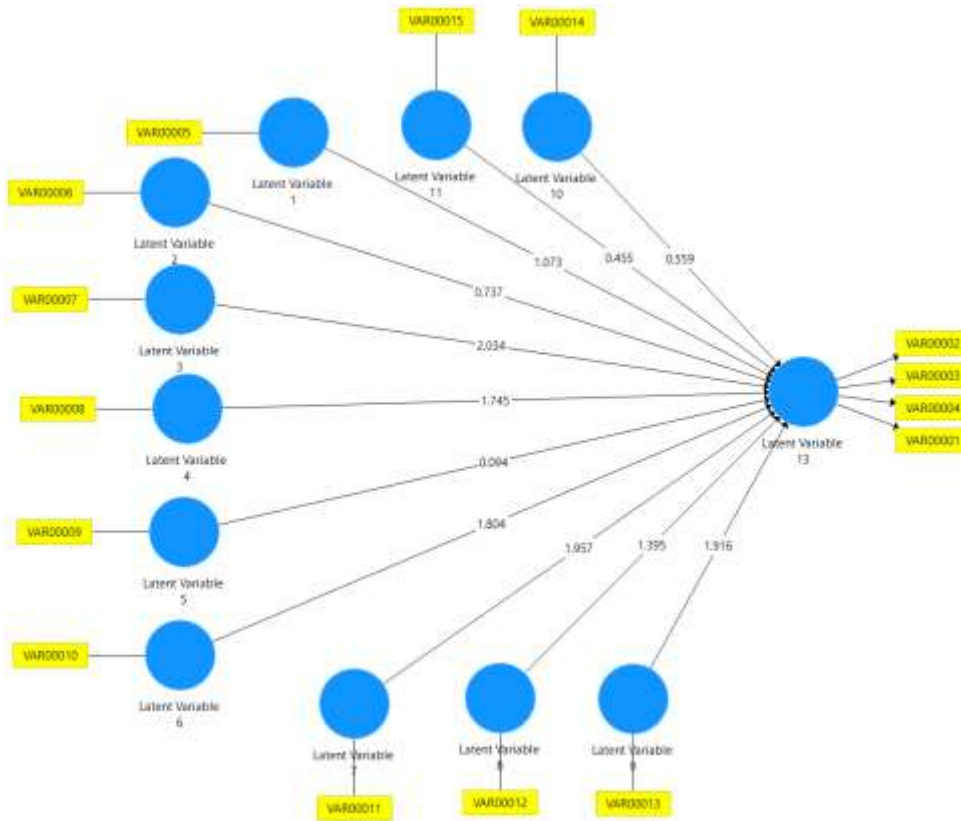 VAR00015
VAR00014
VAR00005
Latent Variable
1
Latent Variable
11
Latent Variable
10
VAR00006
Latent Variable
2
0.737
1.073
0.455
0.559
VAR00007
Latent Variable
3
2.034
VAR00002
VAR00003
VAR00004
VAR00001
Latent Variable
13
VAR00008
Latent Variable
4
1.745
0.094
VAR00009
Latent Variable
5
1.804
1.957
1.395
1.916
VAR00010
Latent Variable
6
Latent Variable
7
Latent Variable
8
Latent Variable
9
VAR00011
VAR00012
VAR00013